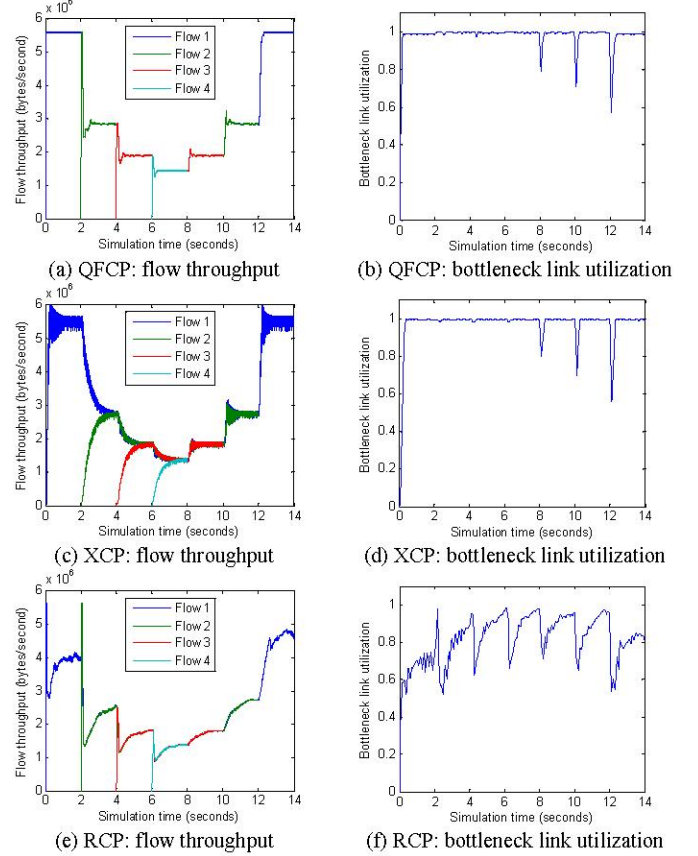 x 10^6
6
5
4
3
2
1
0
0 2 4 6 8 10 12 14
Flow throughput (bytes/second)
Simulation time (seconds)
Flow 1
Flow 2
Flow 3
Flow 4
(a) QFCP: flow throughput
1
0.8
0.6
0.4
0.2
0
0 2 4 6 8 10 12 14
Bottleneck link utilization
Simulation time (seconds)
(b) QFCP: bottleneck link utilization
x 10^6
6
5
4
3
2
1
0
0 2 4 6 8 10 12 14
Flow throughput (bytes/second)
Simulation time (seconds)
Flow 1
Flow 2
Flow 3
Flow 4
(c) XCP: flow throughput
1
0.8
0.6
0.4
0.2
0
0 2 4 6 8 10 12 14
Bottleneck link utilization
Simulation time (seconds)
(d) XCP: bottleneck link utilization
x 10^6
6
5
4
3
2
1
0
0 2 4 6 8 10 12 14
Flow throughput (bytes/second)
Simulation time (seconds)
Flow 1
Flow 2
Flow 3
Flow 4
(e) RCP: flow throughput
1
0.8
0.6
0.4
0.2
0
0 2 4 6 8 10 12 14
Bottleneck link utilization
Simulation time (seconds)
(f) RCP: bottleneck link utilization